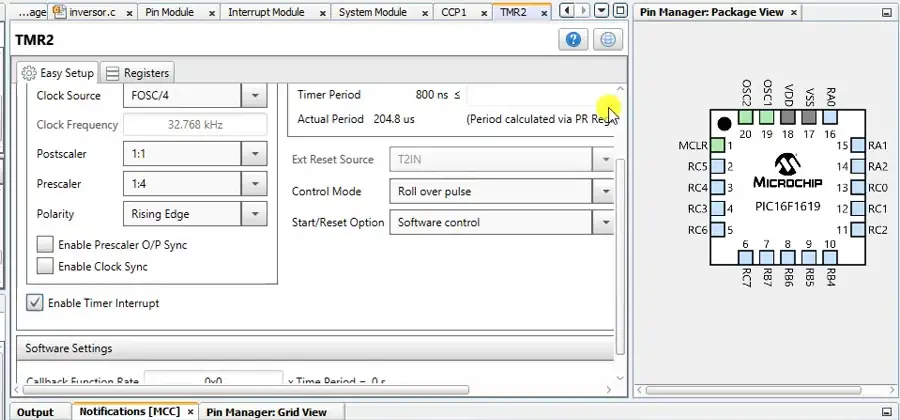 ...age
inversor.c
Pin Module
Interrupt Module
System Module
CCP1
TMR2
Pin Manager: Package View
TMR2
Easy Setup
Registers
Clock Source FOSC/4
Clock Frequency 32.768 kHz
Postscaler 1:1
Prescaler 1:4
Polarity Rising Edge
Enable Prescaler O/P Sync
Enable Clock Sync
Enable Timer Interrupt
Timer Period 800 ns ≤
Actual Period 204.8 us (Period calculated via PR Reg
Ext Reset Source T2IN
Control Mode Roll over pulse
Start/Reset Option Software control
Software Settings
Callback Function Rate 0x0 x Time Period = 0 s
OSC2 OSC1 VDD VSS RA0
20 19 18 17 16
MCLR 1 15 RA1
RC5 2 14 RA2
RC4 3 13 RC0
RC3 4 12 RC1
RC6 5 11 RC2
MICROCHIP
PIC16F1619
6 7 8 9 10
RC7 RB7 RB6 RB5 RB4
Output
Notifications [MCC]
Pin Manager: Grid View